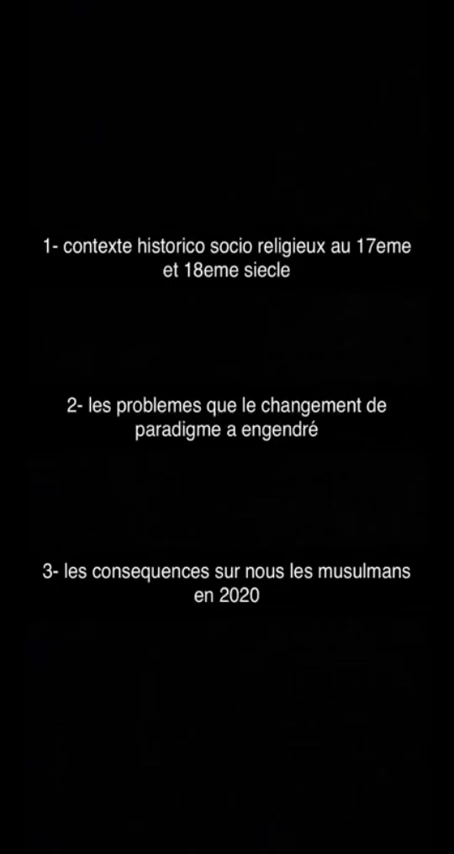 1- contexte historico socio religieux au 17eme
et 18eme siecle
2- les problemes que le changement de
paradigme a engendré
3- les consequences sur nous les musulmans
en 2020